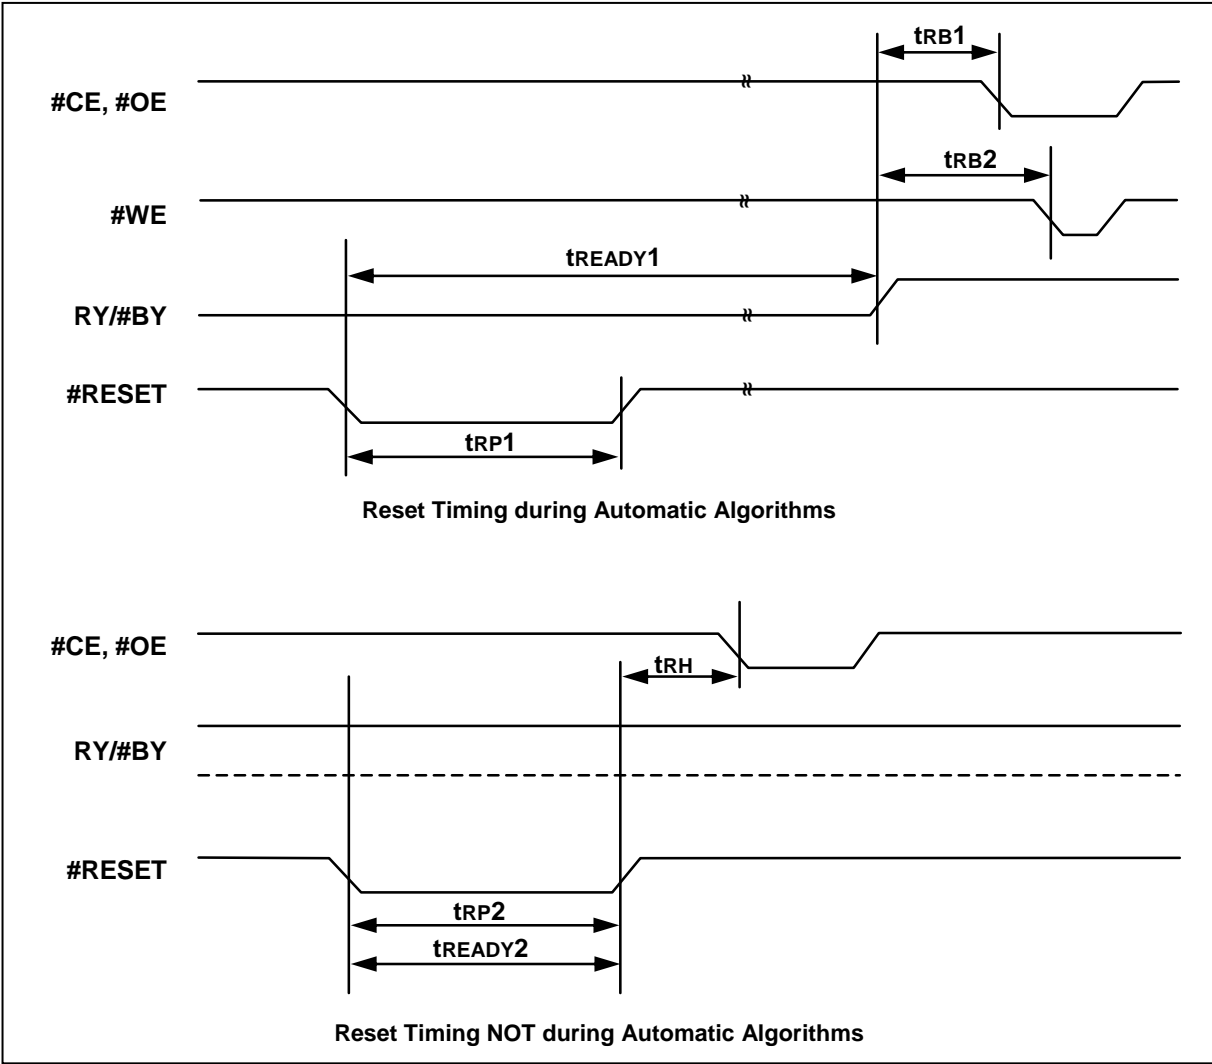 tRB1
#CE, #OE
tRB2
#WE
tREADY1
RY/#BY
#RESET
tRP1
Reset Timing during Automatic Algorithms
#CE, #OE
tRH
RY/#BY
#RESET
tRP2
tREADY2
Reset Timing NOT during Automatic Algorithms